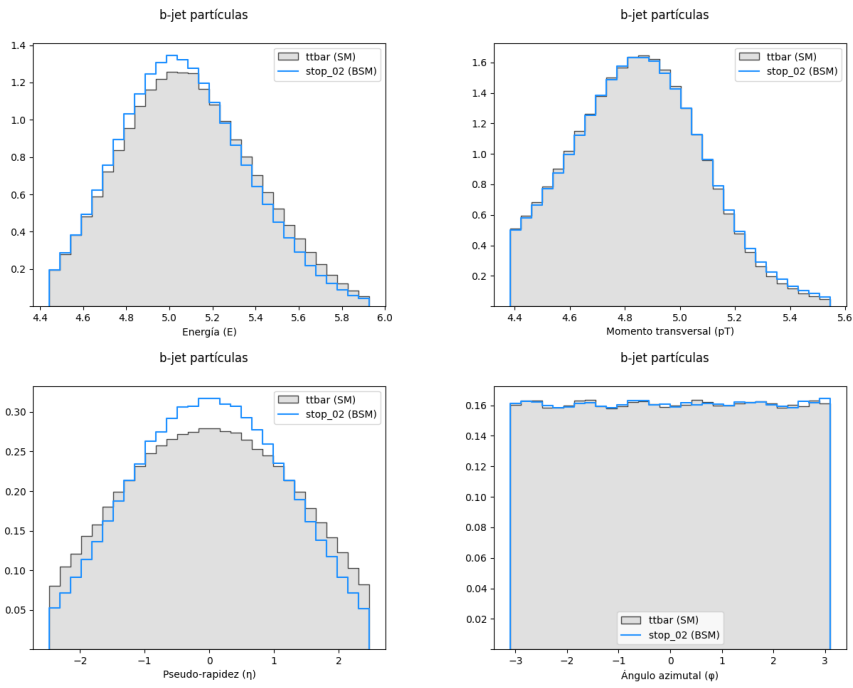 b-jet partículas
1.4
1.2
1.0
0.8
0.6
0.4
0.2
ttbar (SM)
stop_02 (BSM)
4.4 4.6 4.8 5.0 5.2 5.4 5.6 5.8 6.0
Energía (E)
b-jet partículas
1.6
1.4
1.2
1.0
0.8
0.6
0.4
0.2
ttbar (SM)
stop_02 (BSM)
4.4 4.6 4.8 5.0 5.2 5.4 5.6
Momento transversal (pT)
b-jet partículas
0.30
0.25
0.20
0.15
0.10
0.05
ttbar (SM)
stop_02 (BSM)
−2 −1 0 1 2
Pseudo-rapidez (η)
b-jet partículas
0.16
0.14
0.12
0.10
0.08
0.06
0.04
0.02
ttbar (SM)
stop_02 (BSM)
−3 −2 −1 0 1 2 3
Ángulo azimutal (φ)